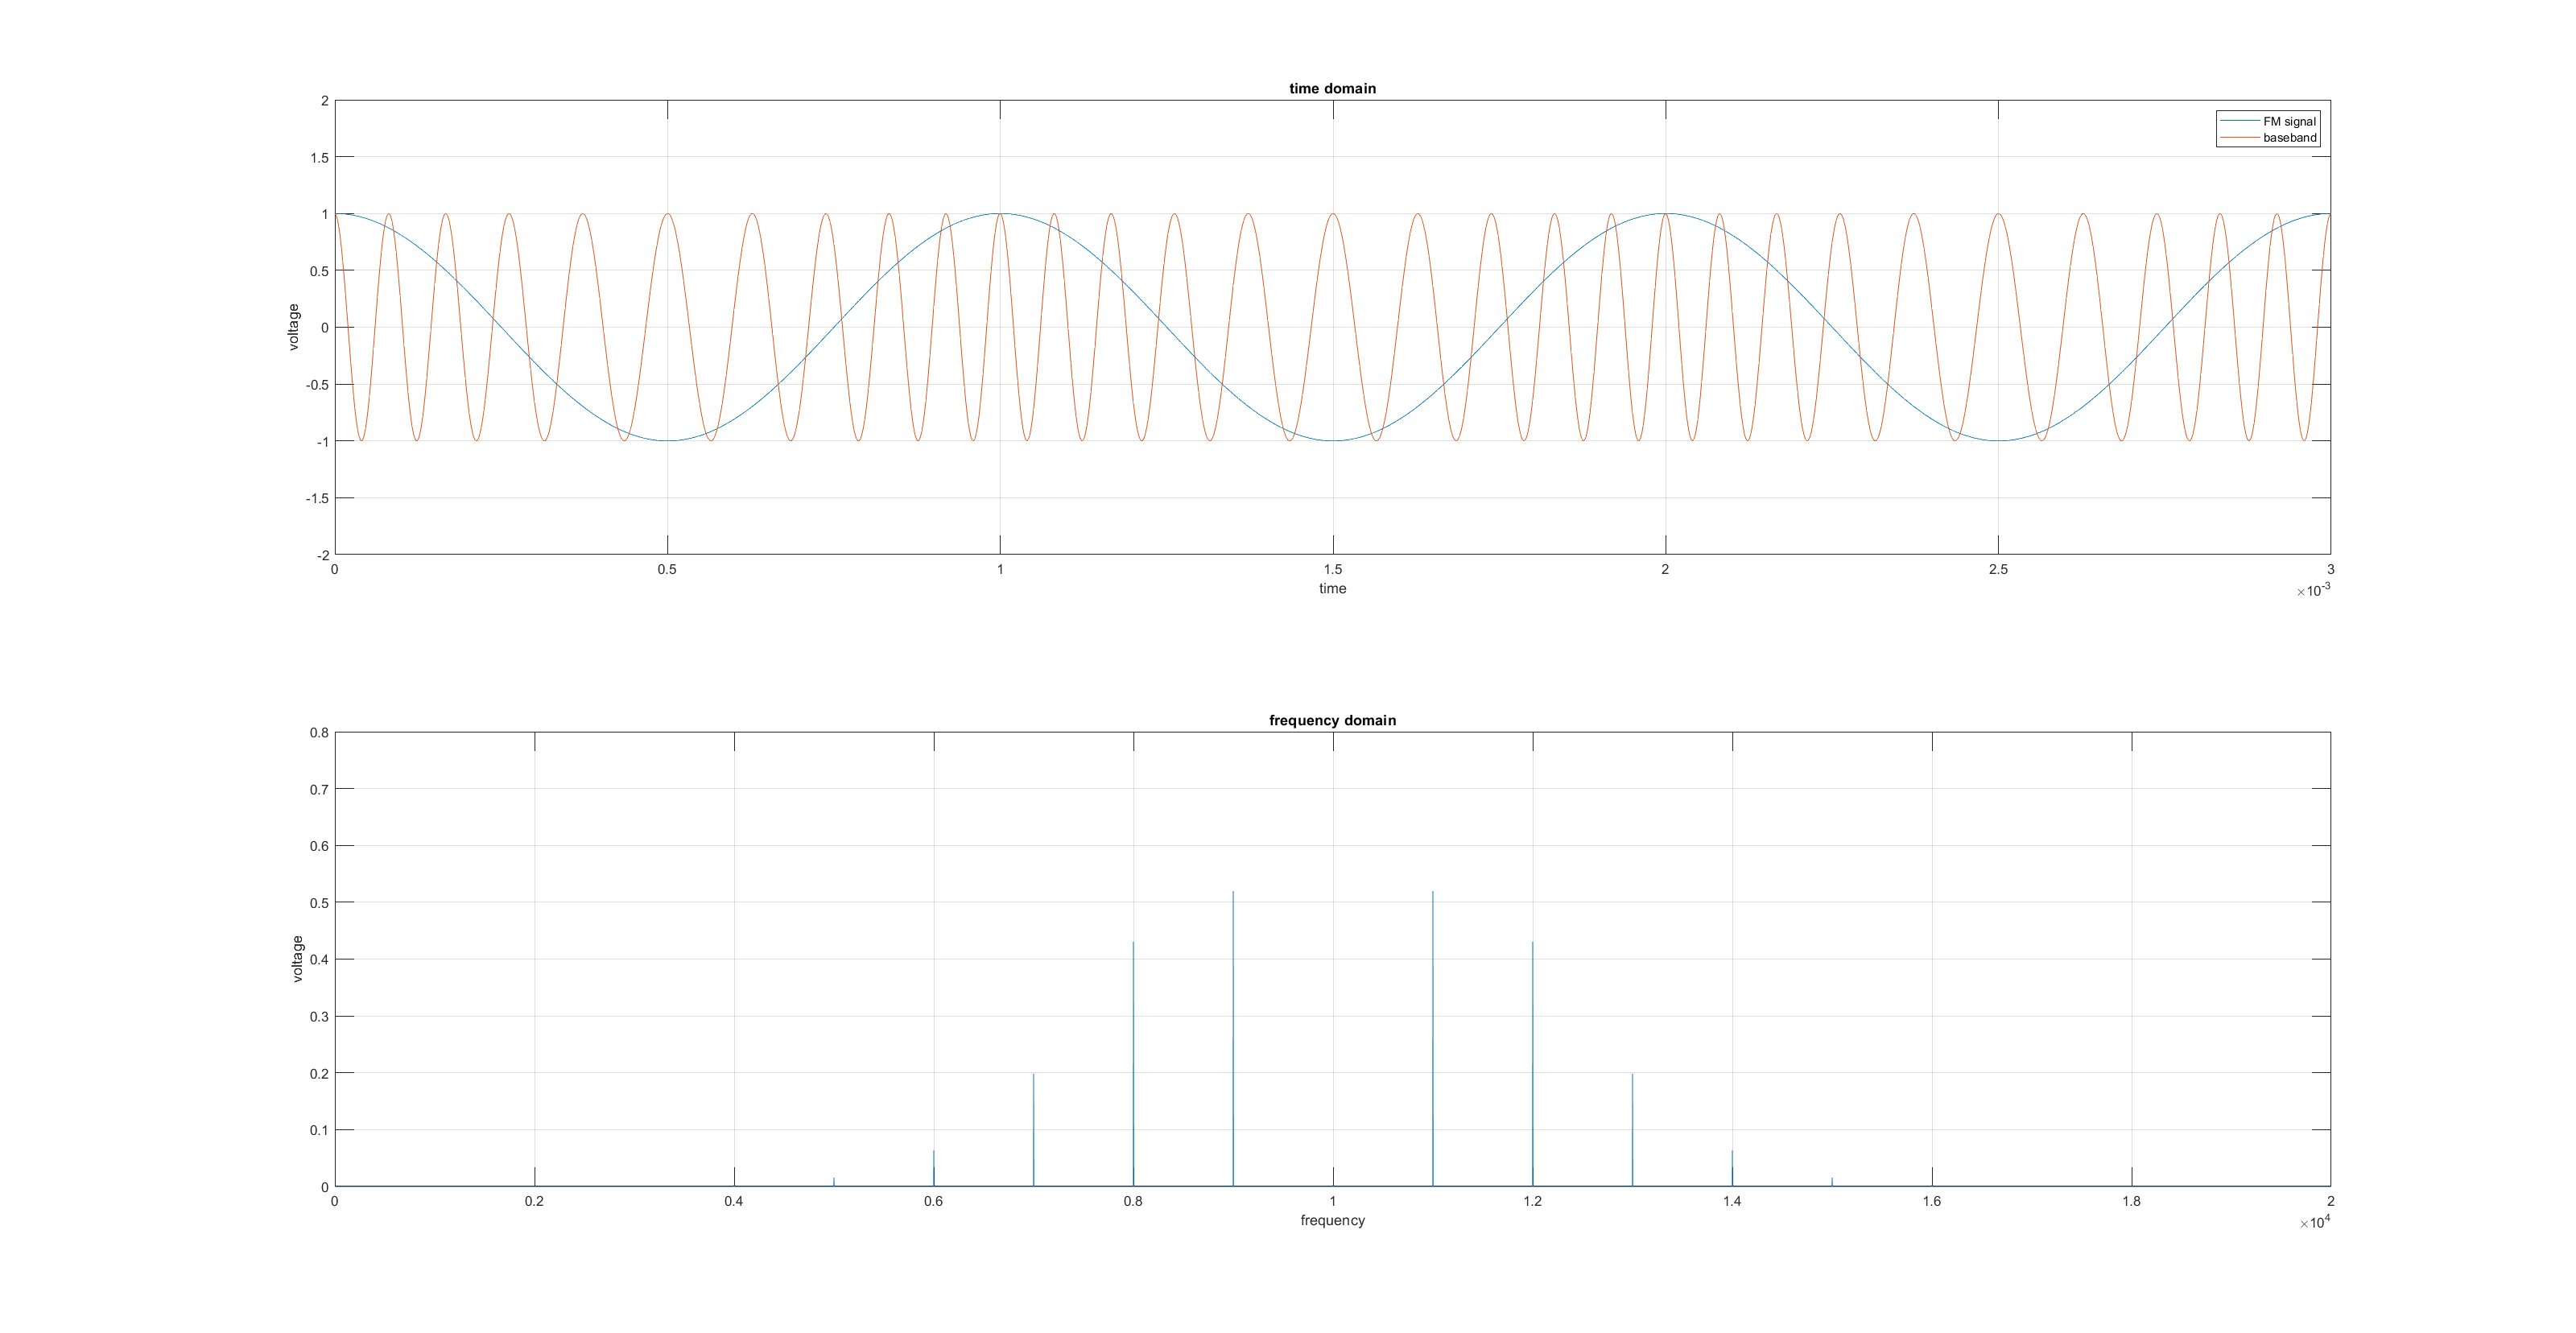 time domain
2
1.5
1
0.5
0
-0.5
-1
-1.5
-2
voltage
FM signal
baseband
0 0.5 1 1.5 2 2.5 3
time
×10^-3
frequency domain
0.8
0.7
0.6
0.5
0.4
0.3
0.2
0.1
0
voltage
0 0.2 0.4 0.6 0.8 1 1.2 1.4 1.6 1.8 2
frequency
×10^4